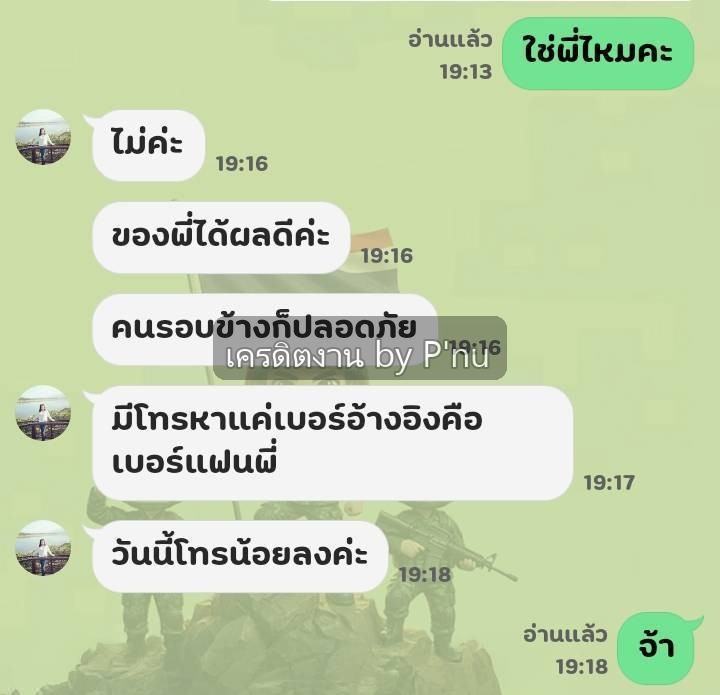 ใช่พี่ไหมคะ
อ่านแล้ว
19:13
ไม่ค่ะ
19:16
ของพี่ได้ผลดีค่ะ
19:16
คนรอบข้างก็ปลอดภัย
19:16
เครดิตงาน by P'nu
มีโทรหาแค่เบอร์อ้างอิงคือ
เบอร์แฟนพี่
19:17
วันนี้โทรน้อยลงค่ะ
19:18
อ่านแล้ว
19:18
จ้า